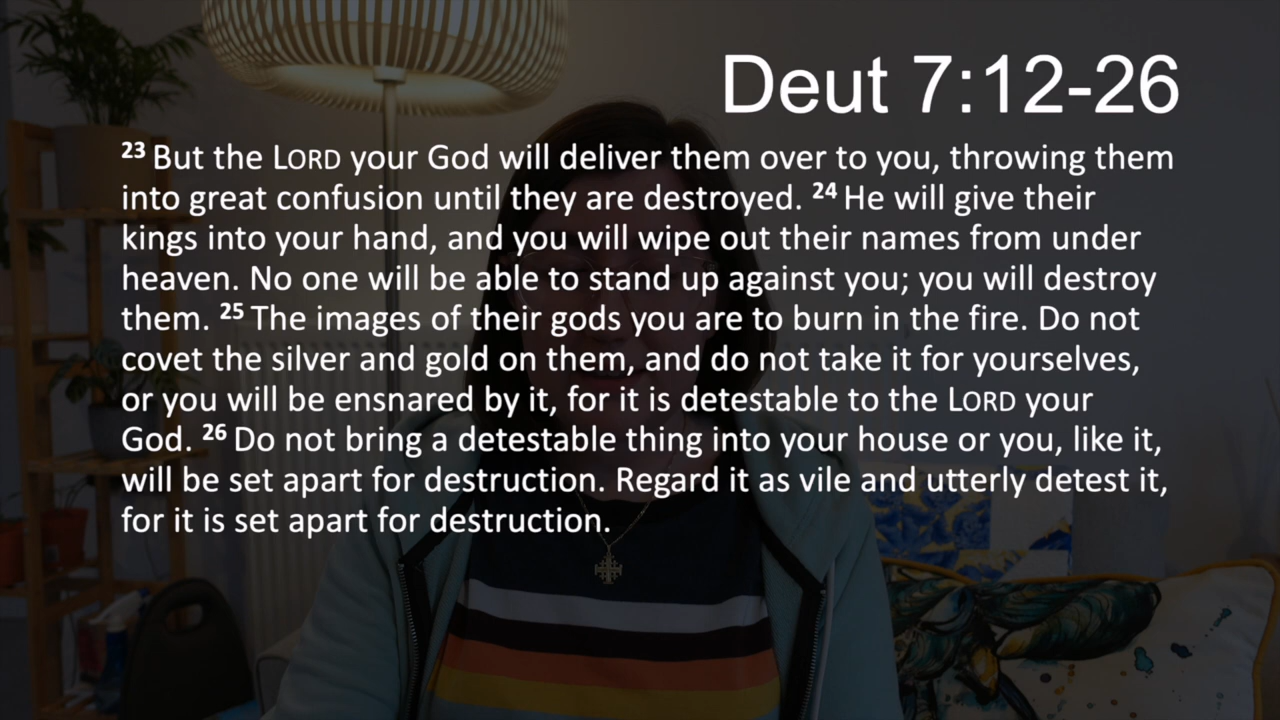 Deut 7:12-26
23 But the LORD your God will deliver them over to you, throwing them
into great confusion until they are destroyed. 24 He will give their
kings into your hand, and you will wipe out their names from under
heaven. No one will be able to stand up against you; you will destroy
them. 25 The images of their gods you are to burn in the fire. Do not
covet the silver and gold on them, and do not take it for yourselves,
or you will be ensnared by it, for it is detestable to the LORD your
God. 26 Do not bring a detestable thing into your house or you, like it,
will be set apart for destruction. Regard it as vile and utterly detest it,
for it is set apart for destruction.